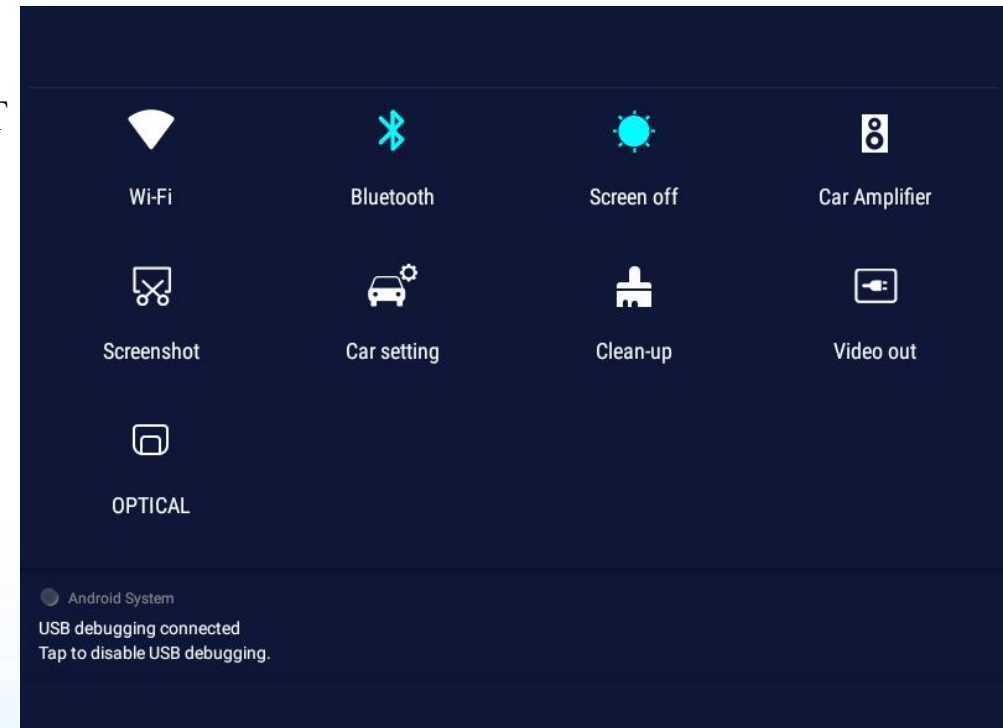 Wi-Fi Bluetooth Screen off Car Amplifier
Screenshot Car setting Clean-up Video out
OPTICAL
Android System
USB debugging connected
Tap to disable USB debugging.